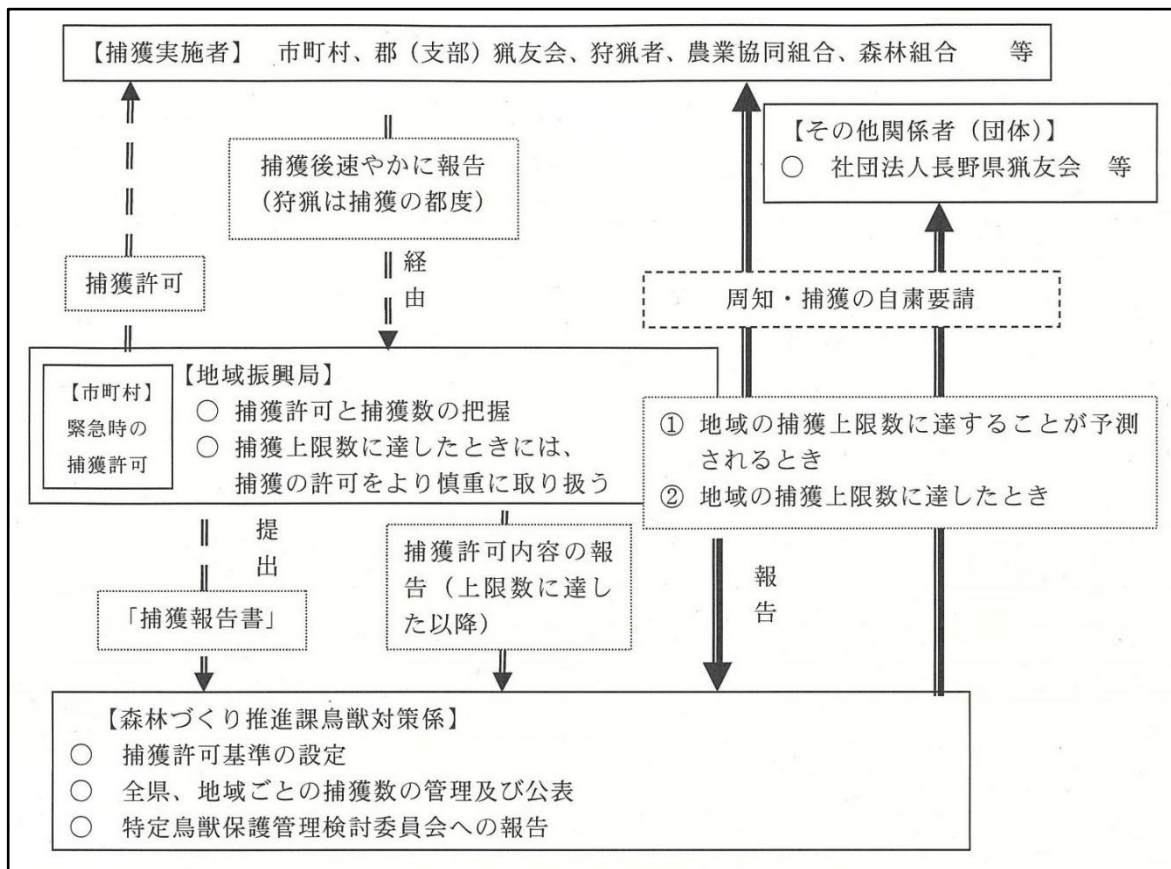 【捕獲実施者】 市町村、郡（支部）猟友会、狩猟者、農業協同組合、森林組合 等
【その他関係者（団体）】
○ 社団法人長野県猟友会 等
捕獲後速やかに報告
（狩猟は捕獲の都度）
経
由
捕獲許可
周知・捕獲の自粛要請
【市町村】
緊急時の
捕獲許可
【地域振興局】
○ 捕獲許可と捕獲数の把握
○ 捕獲上限数に達したときには、
捕獲の許可をより慎重に取り扱う
① 地域の捕獲上限数に達することが予測
されるとき
② 地域の捕獲上限数に達したとき
提
出
「捕獲報告書」
捕獲許可内容の報
告（上限数に達し
た以降）
報
告
【森林づくり推進課鳥獣対策係】
○ 捕獲許可基準の設定
○ 全県、地域ごとの捕獲数の管理及び公表
○ 特定鳥獣保護管理検討委員会への報告